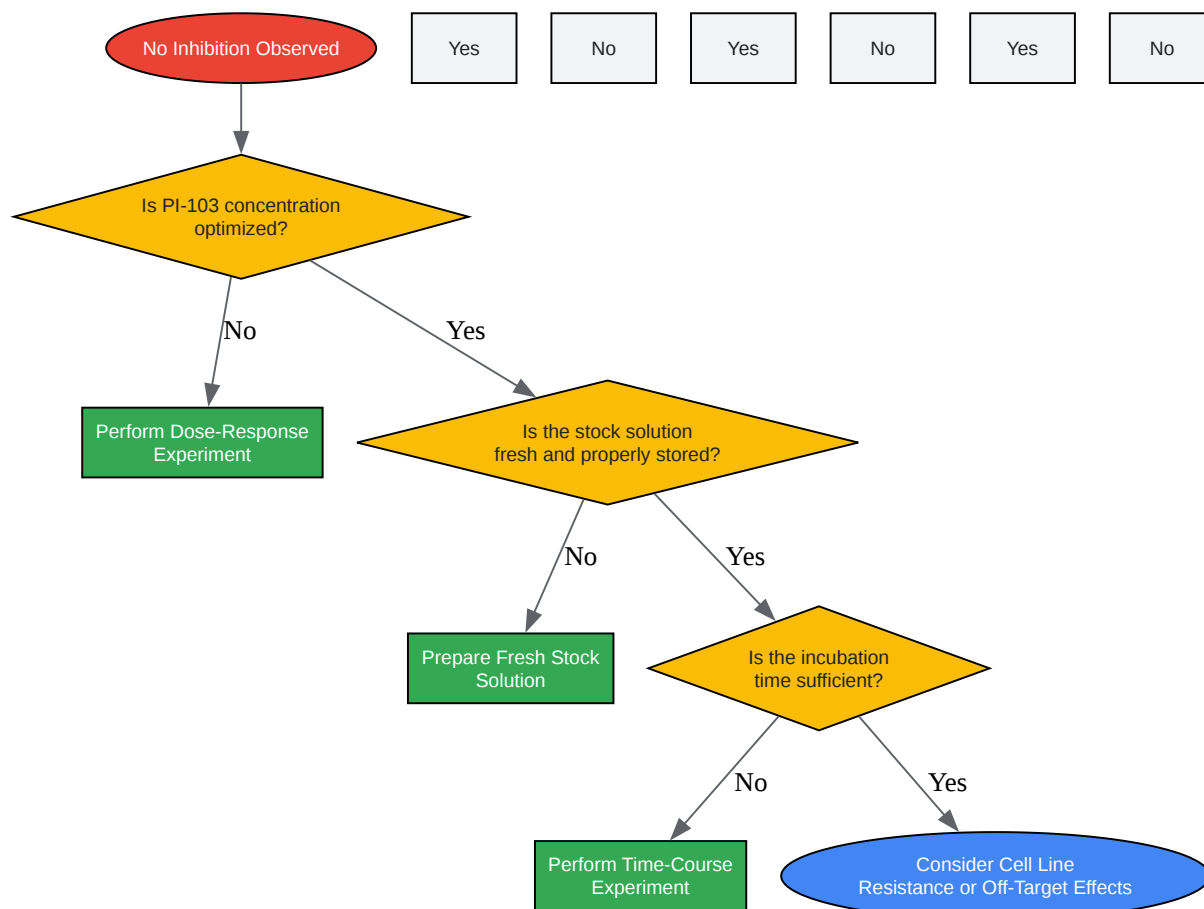 No Inhibition Observed
Yes
No
Yes
No
Yes
No
Is PI-103 concentration
optimized?
No
Yes
Perform Dose-Response
Experiment
Is the stock solution
fresh and properly stored?
No
Yes
Prepare Fresh Stock
Solution
Is the incubation
time sufficient?
No
Yes
Perform Time-Course
Experiment
Consider Cell Line
Resistance or Off-Target Effects